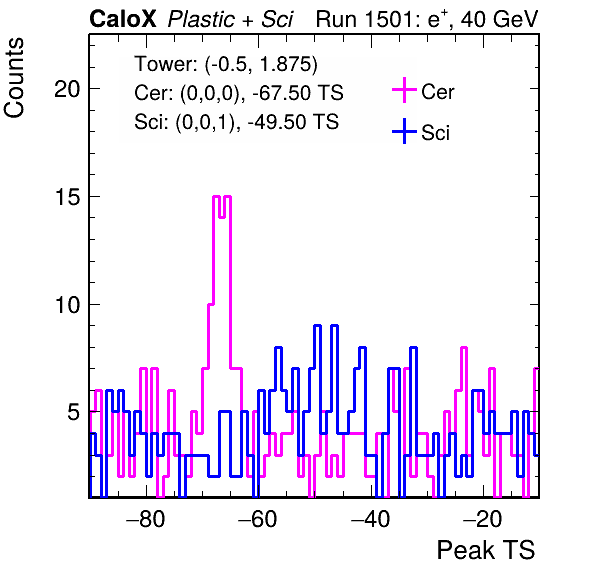 CaloX Plastic + Sci Run 1501: e⁺, 40 GeV
Counts
Tower: (-0.5, 1.875)
Cer: (0,0,0), -67.50 TS
Sci: (0,0,1), -49.50 TS
Cer
Sci
20
15
10
5
−80 −60 −40 −20
Peak TS